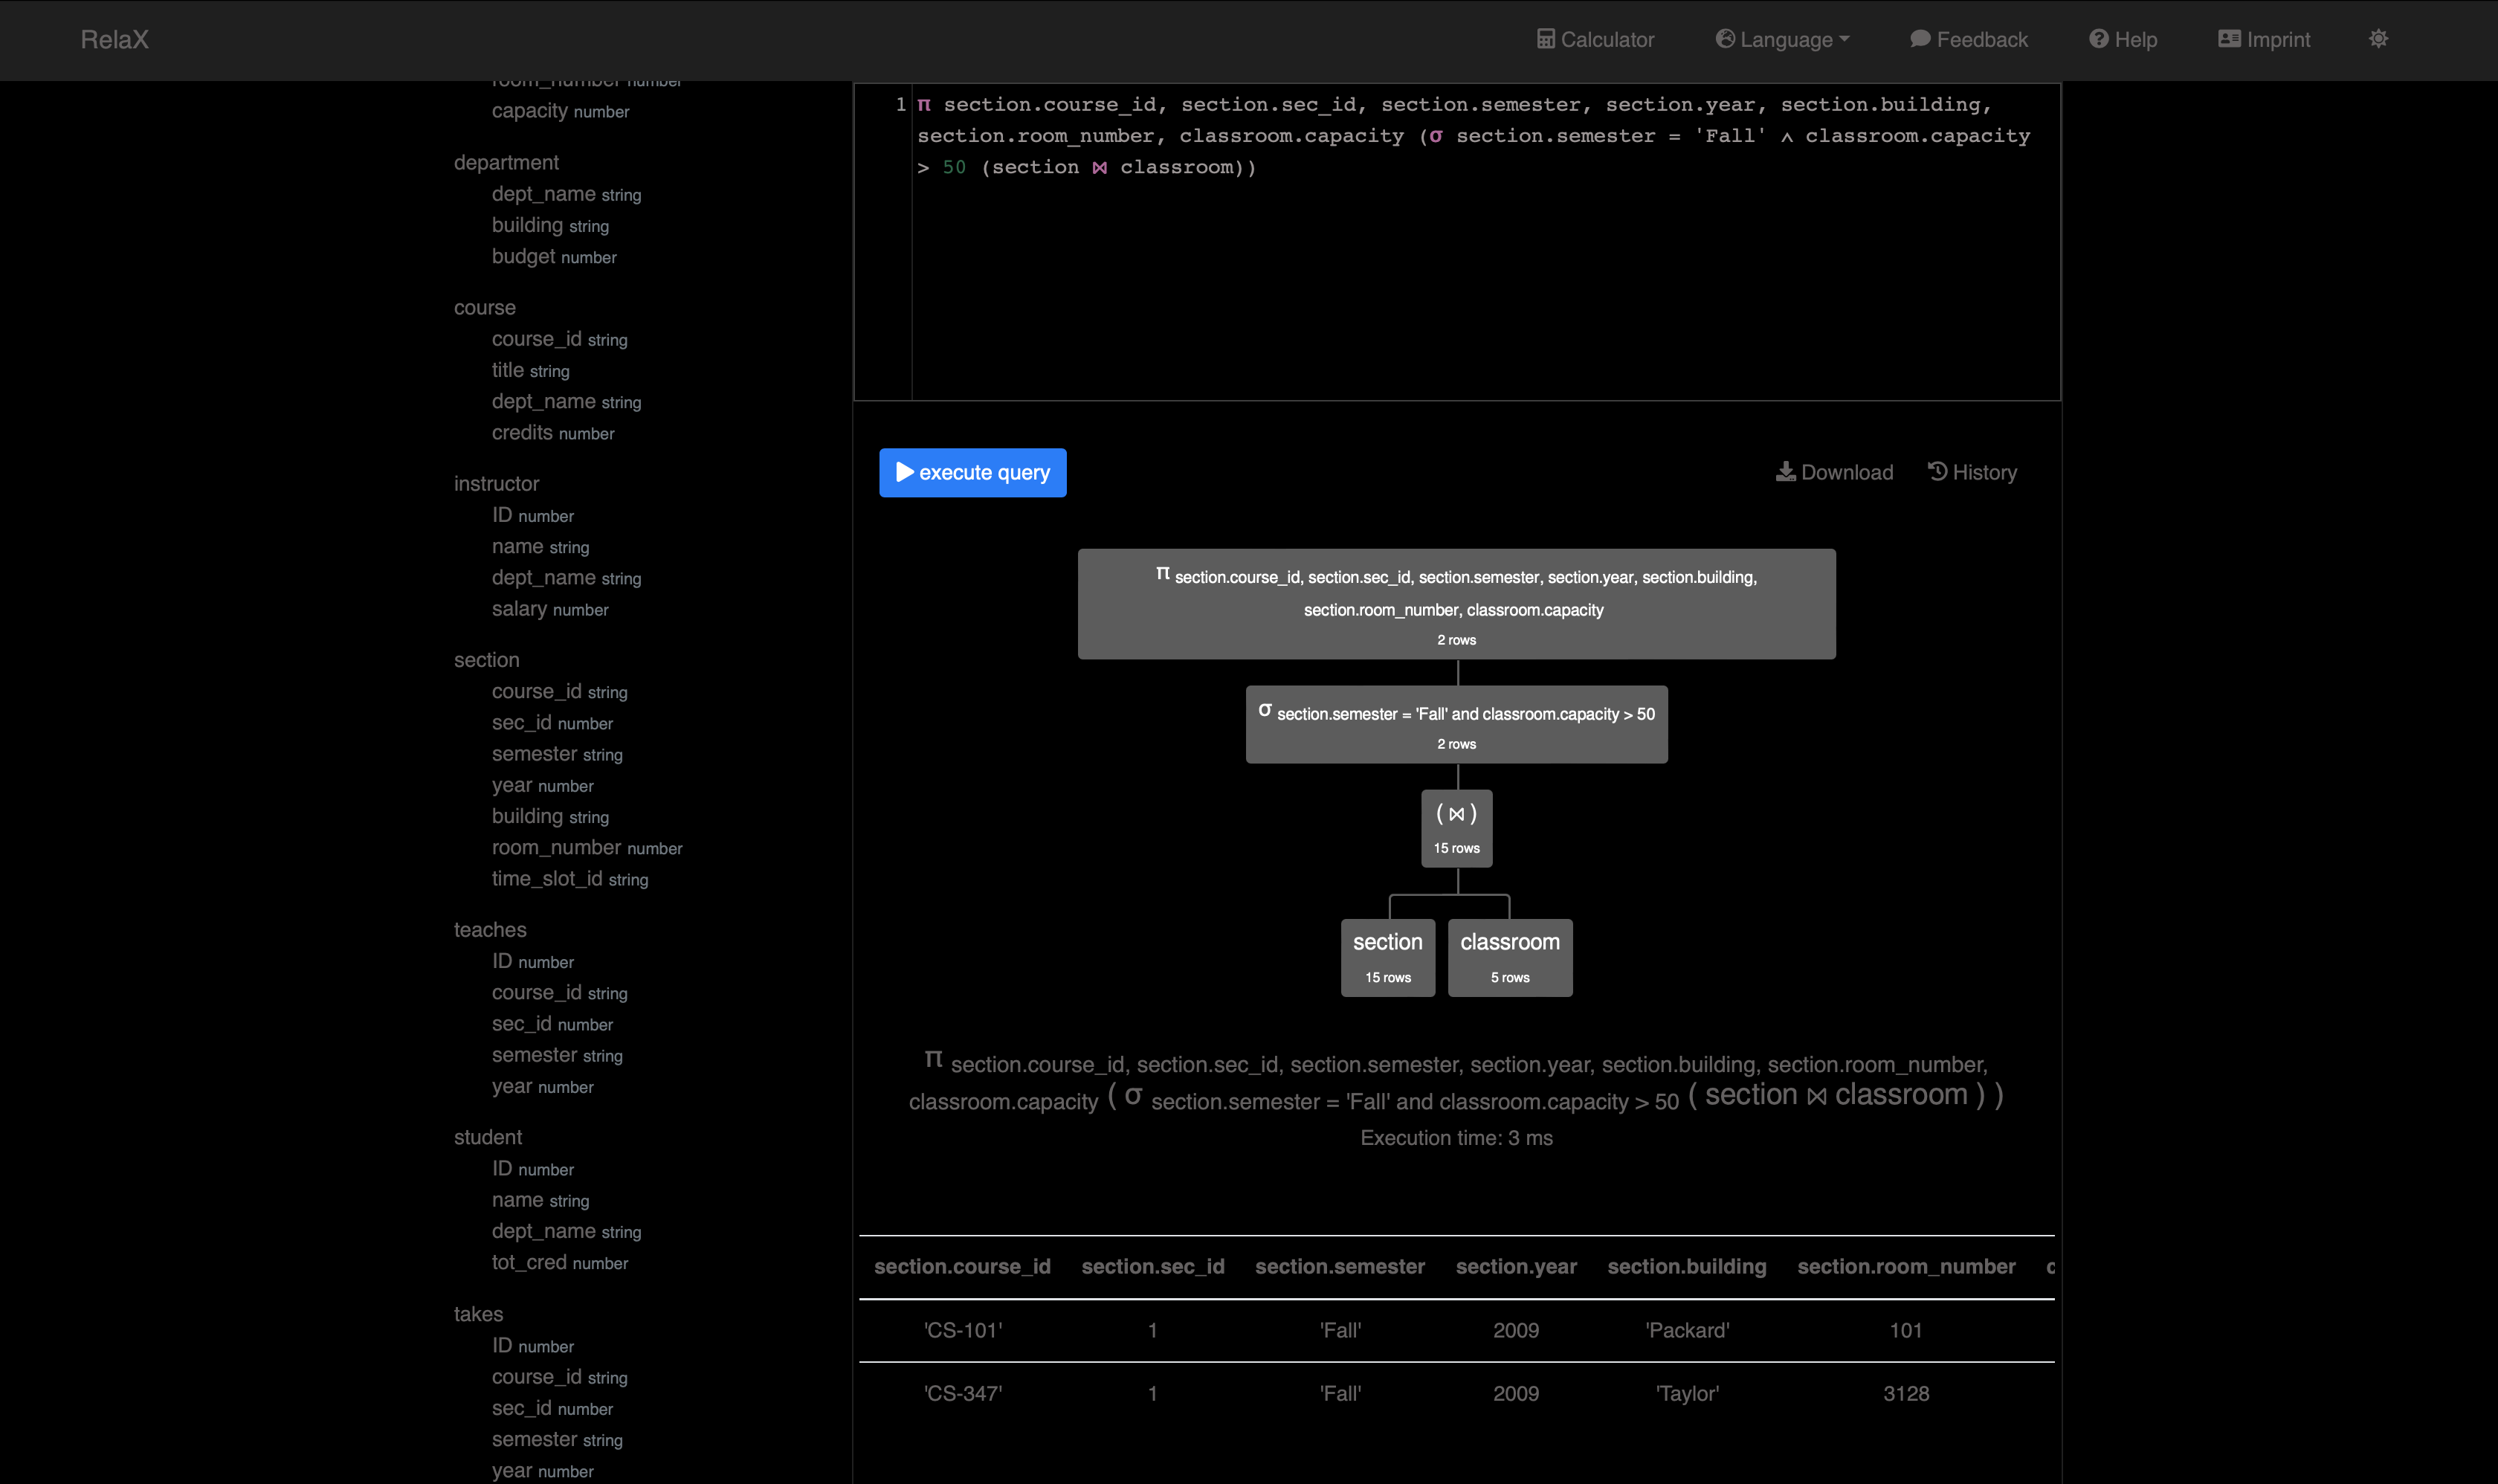 RelaX
Calculator
Language
Feedback
Help
Imprint
room_number number
capacity number
department
dept_name string
building string
budget number
course
course_id string
title string
dept_name string
credits number
instructor
ID number
name string
dept_name string
salary number
section
course_id string
sec_id number
semester string
year number
building string
room_number number
time_slot_id string
teaches
ID number
course_id string
sec_id number
semester string
year number
student
ID number
name string
dept_name string
tot_cred number
takes
ID number
course_id string
sec_id number
semester string
year number
1 π section.course_id, section.sec_id, section.semester, section.year, section.building,
section.room_number, classroom.capacity (σ section.semester = 'Fall' ∧ classroom.capacity
> 50 (section ⋈ classroom))
execute query
Download
History
π section.course_id, section.sec_id, section.semester, section.year, section.building,
section.room_number, classroom.capacity
2 rows
σ section.semester = 'Fall' and classroom.capacity > 50
2 rows
( ⋈ )
15 rows
section
15 rows
classroom
5 rows
π section.course_id, section.sec_id, section.semester, section.year, section.building, section.room_number,
classroom.capacity ( σ section.semester = 'Fall' and classroom.capacity > 50 ( section ⋈ classroom ) )
Execution time: 3 ms
section.course_id section.sec_id section.semester section.year section.building section.room_number
'CS-101' 1 'Fall' 2009 'Packard' 101
'CS-347' 1 'Fall' 2009 'Taylor' 3128